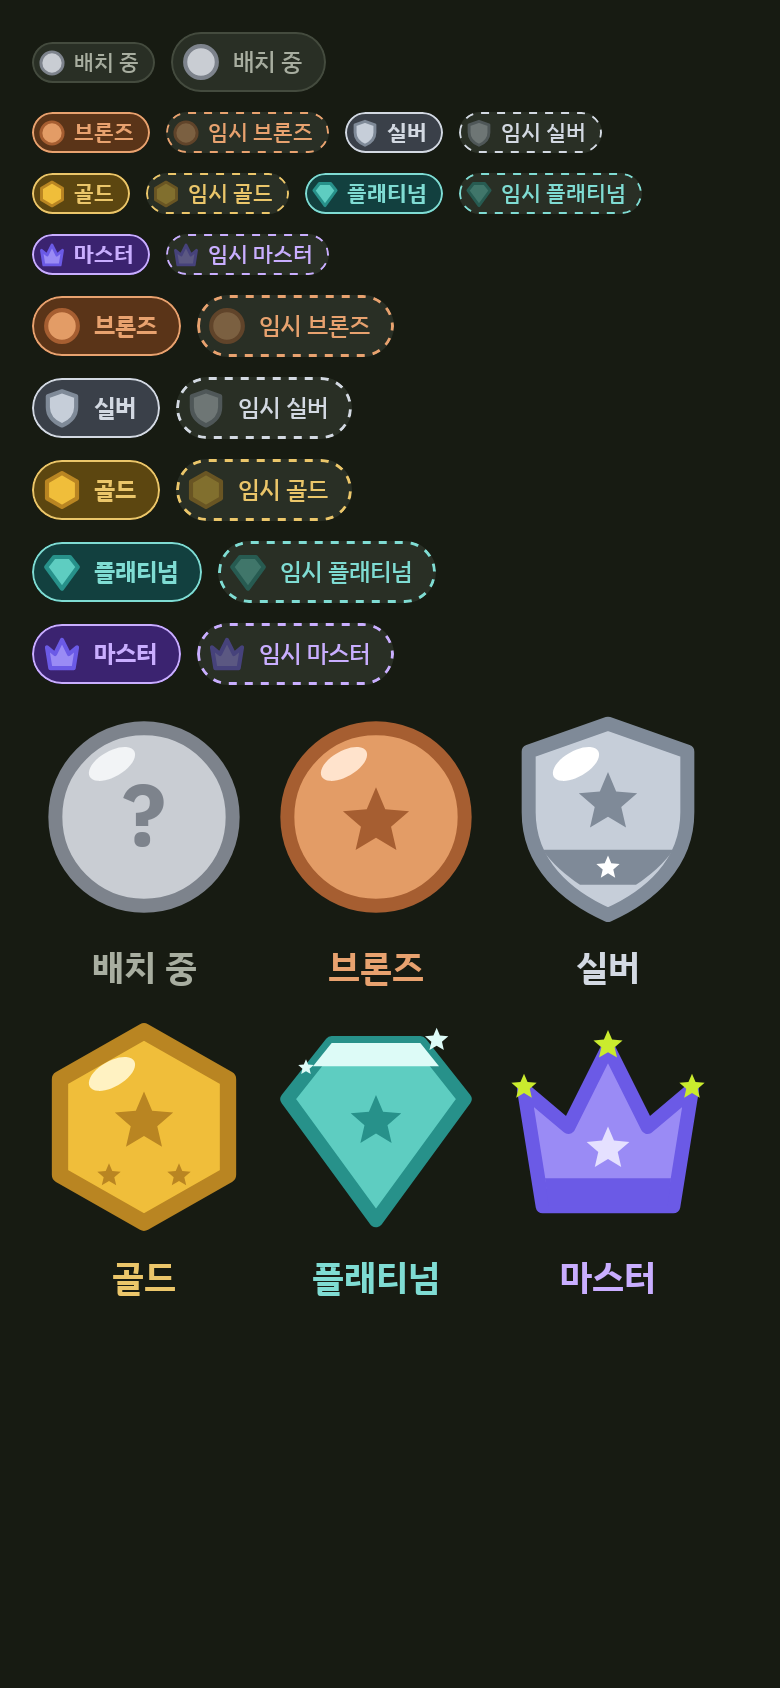 배치 중 배치 중
브론즈 임시 브론즈 실버 임시 실버
골드 임시 골드 플래티넘 임시 플래티넘
마스터 임시 마스터
브론즈 임시 브론즈
실버 임시 실버
골드 임시 골드
플래티넘 임시 플래티넘
마스터 임시 마스터
?
배치 중 브론즈 실버
골드 플래티넘 마스터